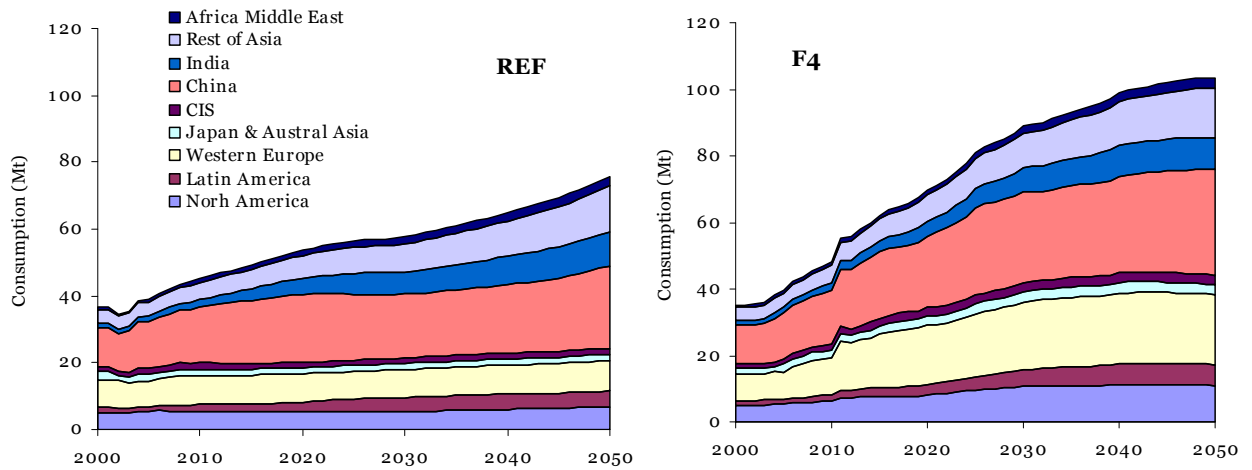 Africa Middle East
Rest of Asia
India
China
CIS
Japan & Austral Asia
Western Europe
Latin America
Norh America
REF
Consumption (Mt)
120
100
80
60
40
20
0
2000 2010 2020 2030 2040 2050
F4
Consumption (Mt)
120
100
80
60
40
20
0
2000 2010 2020 2030 2040 2050